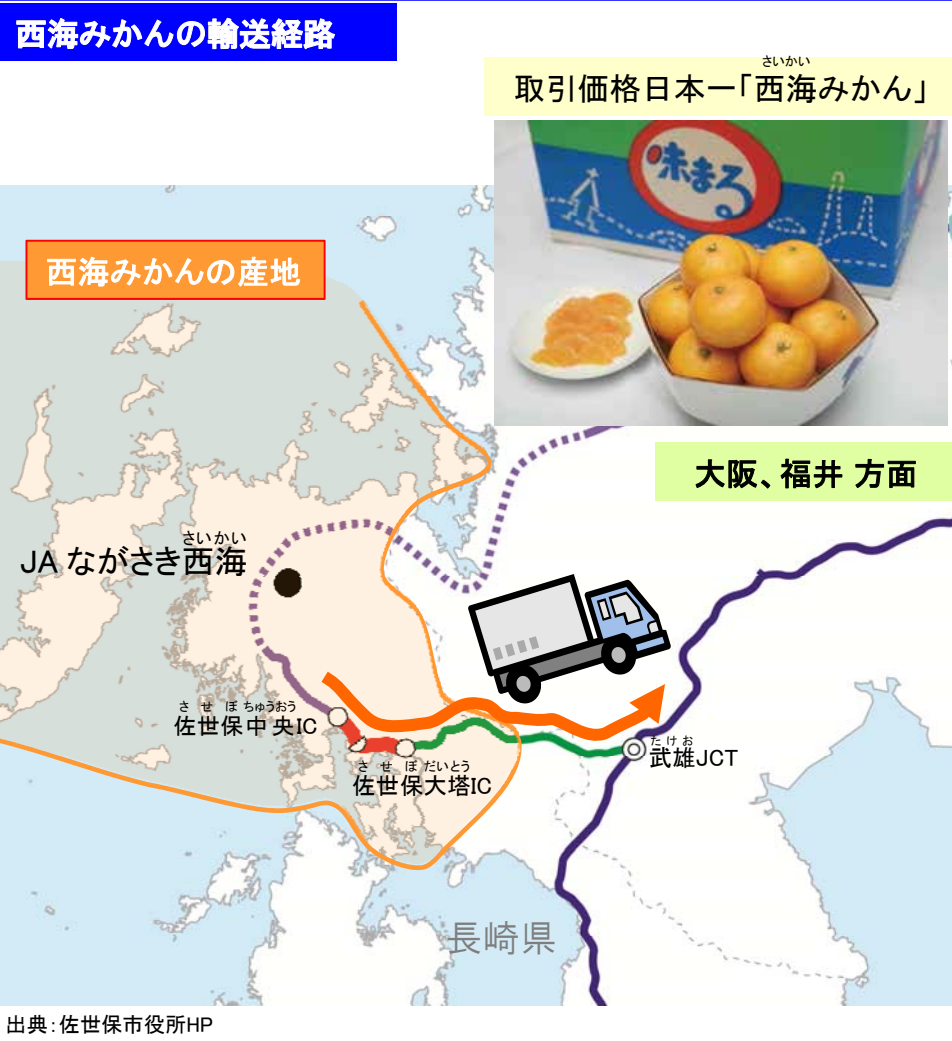 西海みかんの輸送経路
さいかい
取引価格日本一「西海みかん」
味まる
西海みかんの産地
大阪、福井 方面
さいかい
JA ながさき西海
させぼちゅうおう
佐世保中央IC
させぼだいとう
佐世保大塔IC
たけお
武雄JCT
長崎県
出典:佐世保市役所HP